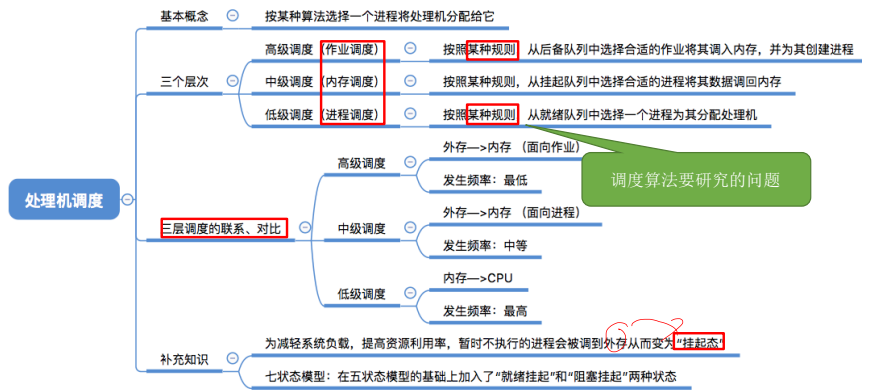 基本概念
按某种算法选择一个进程将处理机分配给它
高级调度（作业调度）
按照某种规则，从后备队列中选择合适的作业将其调入内存，并为其创建进程
三个层次
中级调度（内存调度）
按照某种规则，从挂起队列中选择合适的进程将其数据调回内存
低级调度（进程调度）
按照某种规则，从就绪队列中选择一个进程为其分配处理机
调度算法要研究的问题
处理机调度
三层调度的联系、对比
高级调度
外存—>内存 （面向作业）
发生频率：最低
中级调度
外存—>内存 （面向进程）
发生频率：中等
低级调度
内存—>CPU
发生频率：最高
补充知识
为减轻系统负载，提高资源利用率，暂时不执行的进程会被调到外存从而变为“挂起态”
七状态模型：在五状态模型的基础上加入了“就绪挂起”和“阻塞挂起”两种状态